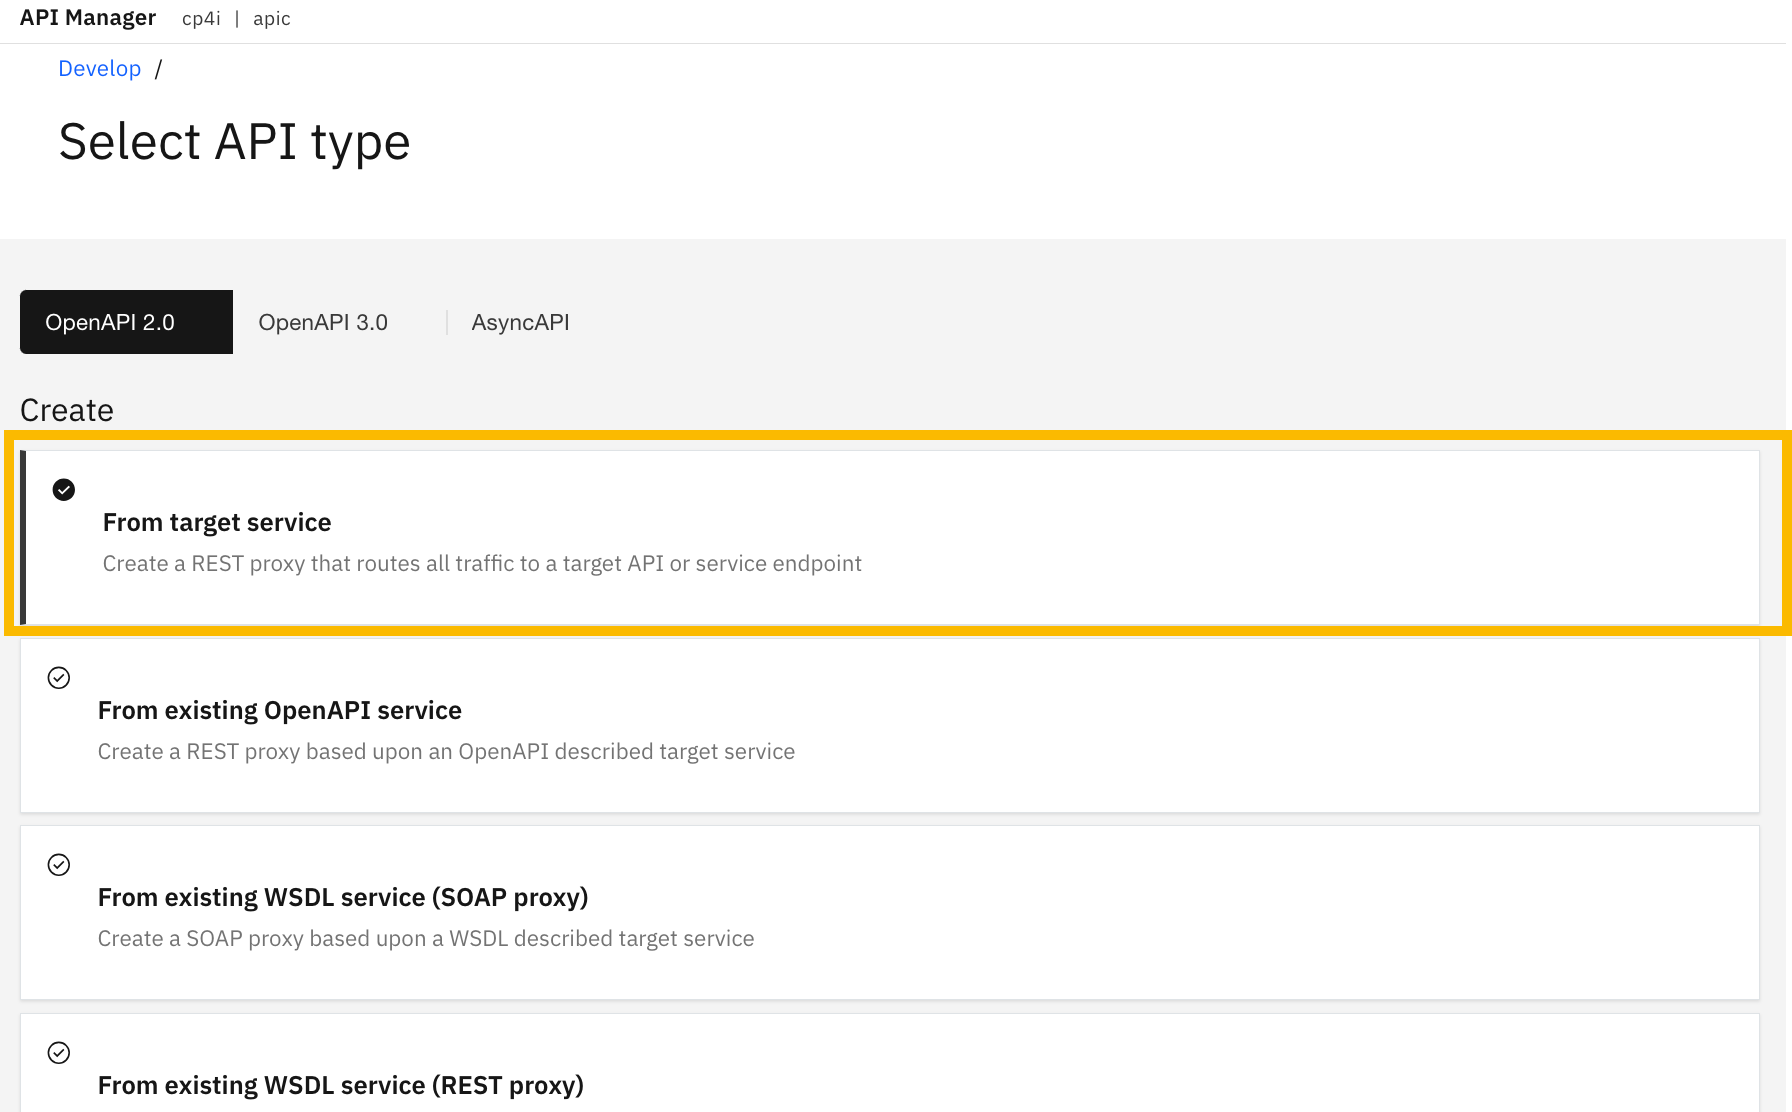 API Manager cp4i | apic
Develop /
Select API type
OpenAPI 2.0 OpenAPI 3.0 AsyncAPI
Create
From target service
Create a REST proxy that routes all traffic to a target API or service endpoint
From existing OpenAPI service
Create a REST proxy based upon an OpenAPI described target service
From existing WSDL service (SOAP proxy)
Create a SOAP proxy based upon a WSDL described target service
From existing WSDL service (REST proxy)